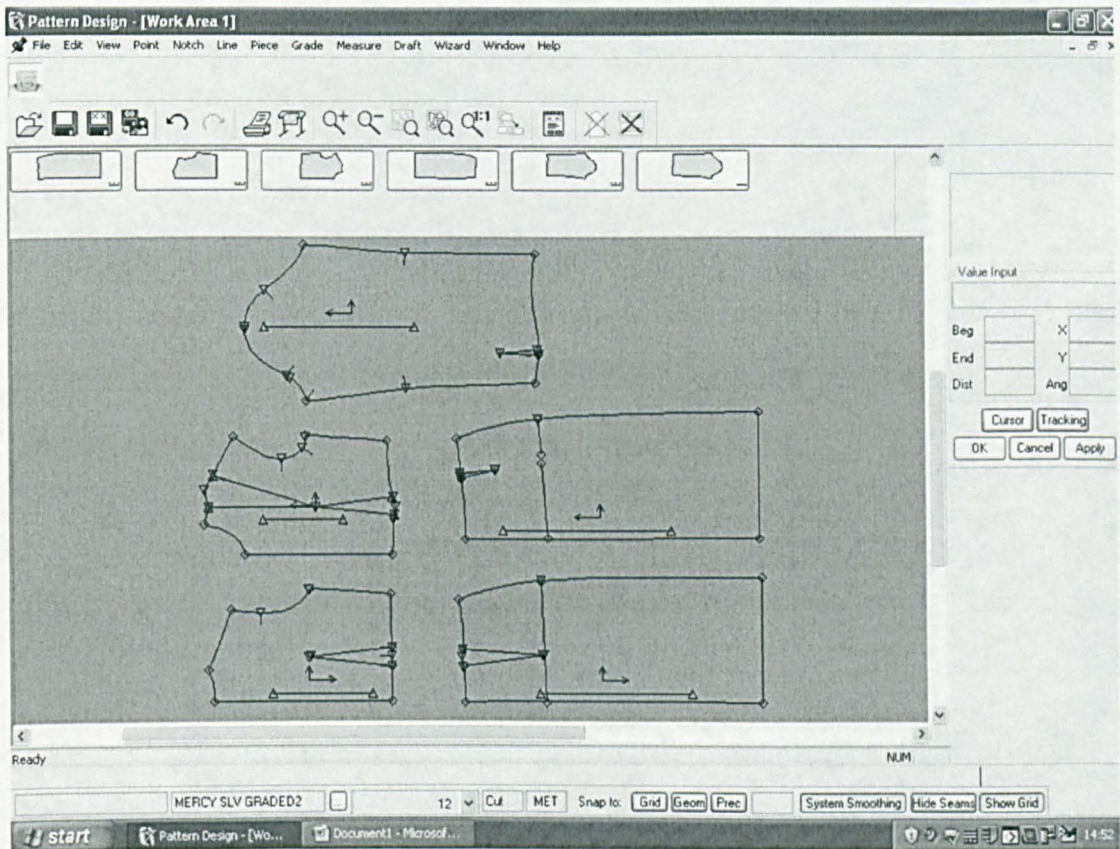 Pattern Design - [Work Area 1]
File Edit View Point Notch Line Piece Grade Measure Draft Wizard Window Help
1:1
Value Input
Beg X
End Y
Dist Ang
Cursor Tracking
OK Cancel Apply
Ready NUM
MERCY SLV GRADED2 ... 12 Cut MET Snap to: Grid Geom Prec System Smoothing Hide Seams Show Grid
start Pattern Design - [Wo... Document1 - Microsof... 14:52